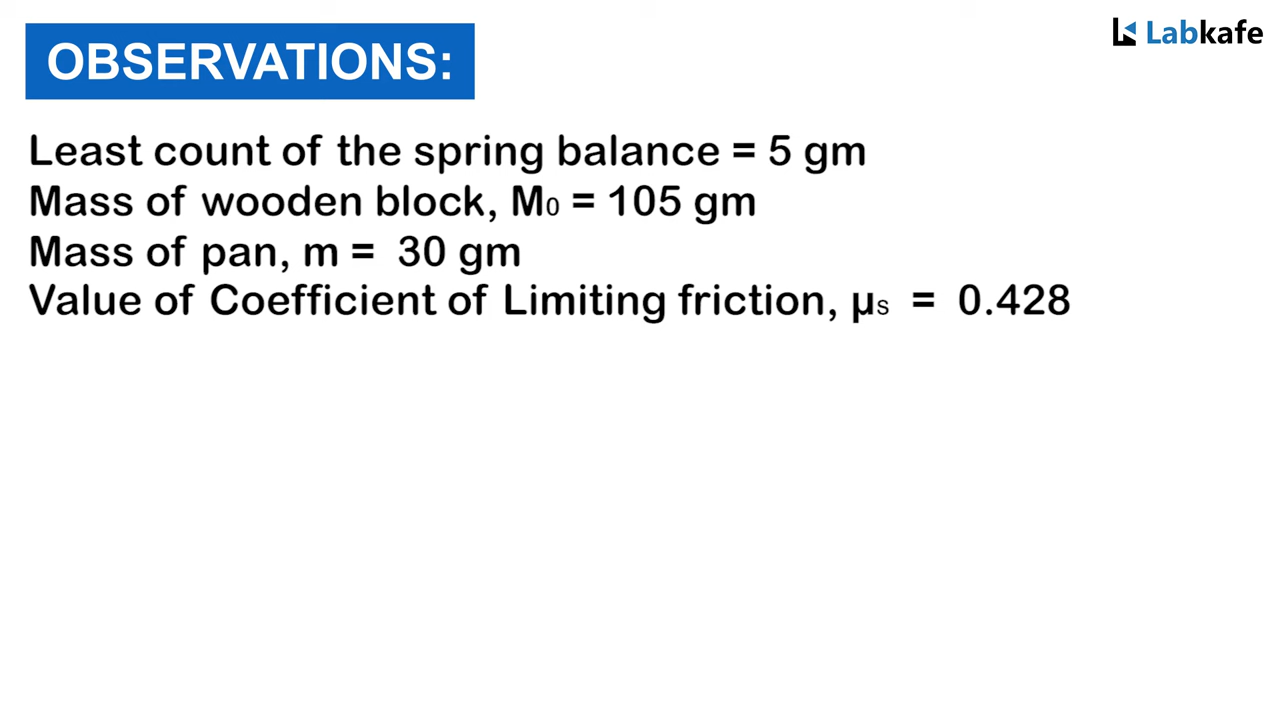 Labkafe
OBSERVATIONS:
Least count of the spring balance = 5 gm
Mass of wooden block, M₀ = 105 gm
Mass of pan, m = 30 gm
Value of Coefficient of Limiting friction, μₛ = 0.428